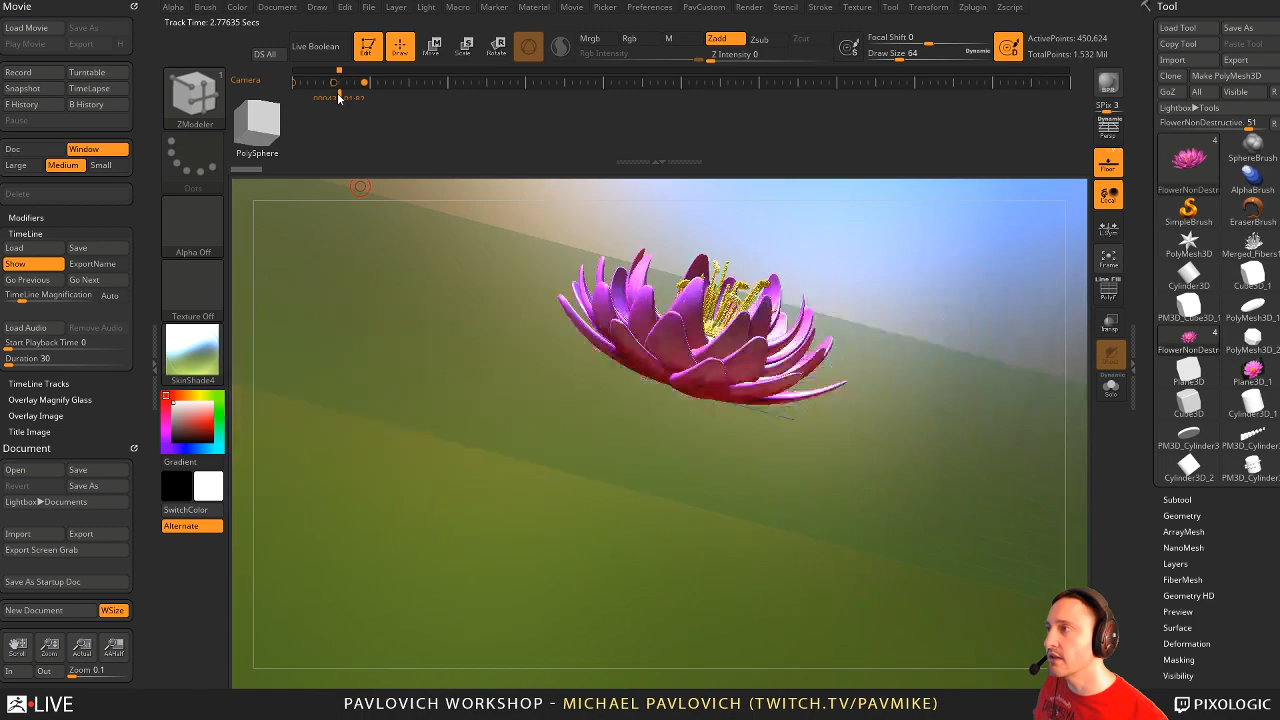 Load Movie Save As
Play Movie Export H
Record Turntable
Snapshot TimeLapse
F History B History
Pause
Doc Window
Large Medium Small
Delete
Modifiers
TimeLine
Load Save
Show ExportName
Go Previous Go Next
TimeLine Magnification Auto
Load Audio Remove Audio
Start Playback Time 0
Duration 30
TimeLine Tracks
Overlay Magnify Glass
Overlay Image
Title Image
Document
Open Save
Revert Save As
Lightbox▶Documents
Import Export
Export Screen Grab
Save As Startup Doc
New Document WSize
Scroll Zoom Actual AAHalf
In Out Zoom 0.1
Movie
Alpha Brush Color Document Draw Edit File Layer Light Macro Marker Material Movie Picker Preferences PavCustom Render Stencil Stroke Texture Tool Transform Zplugin Zscript
Track Time: 2.77635 Secs
DS All
Live Boolean
Edit Draw Move Scale Rotate
Mrgb Rgb M
Rgb Intensity
Zadd Zsub Zcut
Z Intensity 0
Focal Shift 0
Draw Size 64 Dynamic
ActivePoints: 450,624
TotalPoints: 1.532 Mil
Camera
1
ZModeler
PolySphere
Dots
Alpha Off
Texture Off
SkinShade4
Gradient
SwitchColor
Alternate
BPR
SPix 3
Dynamic
Persp
Floor
Local
L.Sym
Frame
Line Fill
PolyF
Transp
Dynamic
Solo
Tool
Load Tool Save As
Copy Tool Paste Tool
Import Export
Clone Make PolyMesh3D
GoZ All Visible R
Lightbox▶Tools
FlowerNonDestructive. 51 R
4
SphereBrush
FlowerNonDestr AlphaBrush
SimpleBrush EraserBrush
PolyMesh3D Merged_Fibers1
Cylinder3D Cube3D_1
PM3D_Cube3D_1 PolyMesh3D_1
4
FlowerNonDestr PolyMesh3D_2
Plane3D Plane3D_1
Cube3D Cylinder3D_1
PM3D_Cylinder3 PM3D_Cylinder
Cylinder3D_2 PM3D_Cylinder
Subtool
Geometry
ArrayMesh
NanoMesh
Layers
FiberMesh
Geometry HD
Preview
Surface
Deformation
Masking
Visibility
LIVE
PAVLOVICH WORKSHOP - MICHAEL PAVLOVICH (TWITCH.TV/PAVMIKE)
PIXOLOGIC